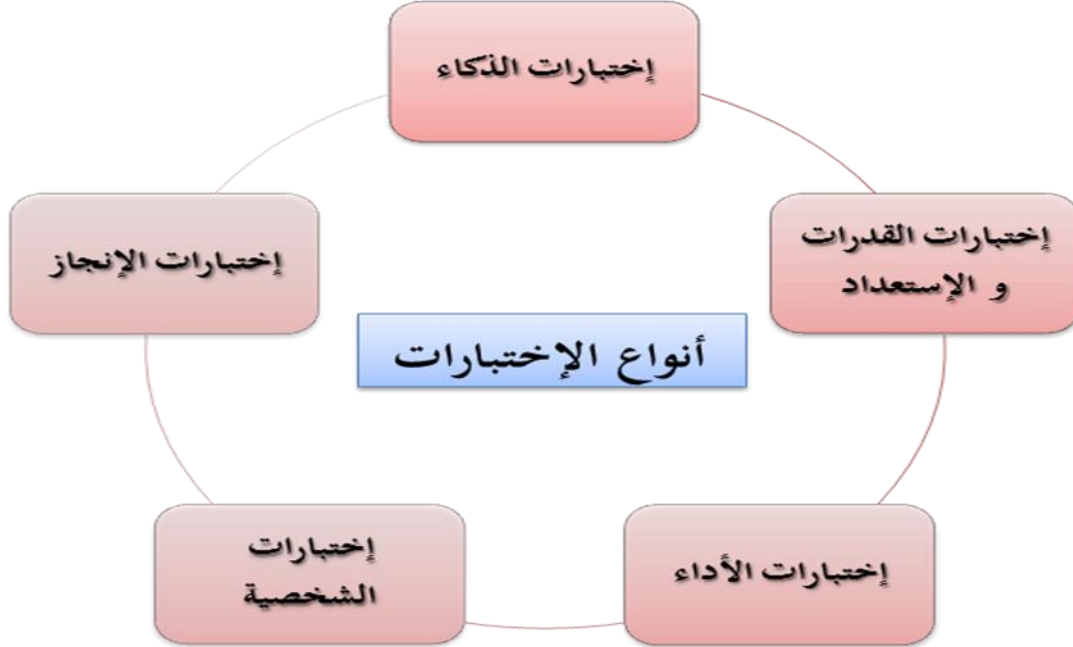 إختبارات الذكاء
إختبارات القدرات
و الإستعداد
إختبارات الإنجاز
أنواع الإختبارات
إختبارات الأداء
إختبارات
الشخصية